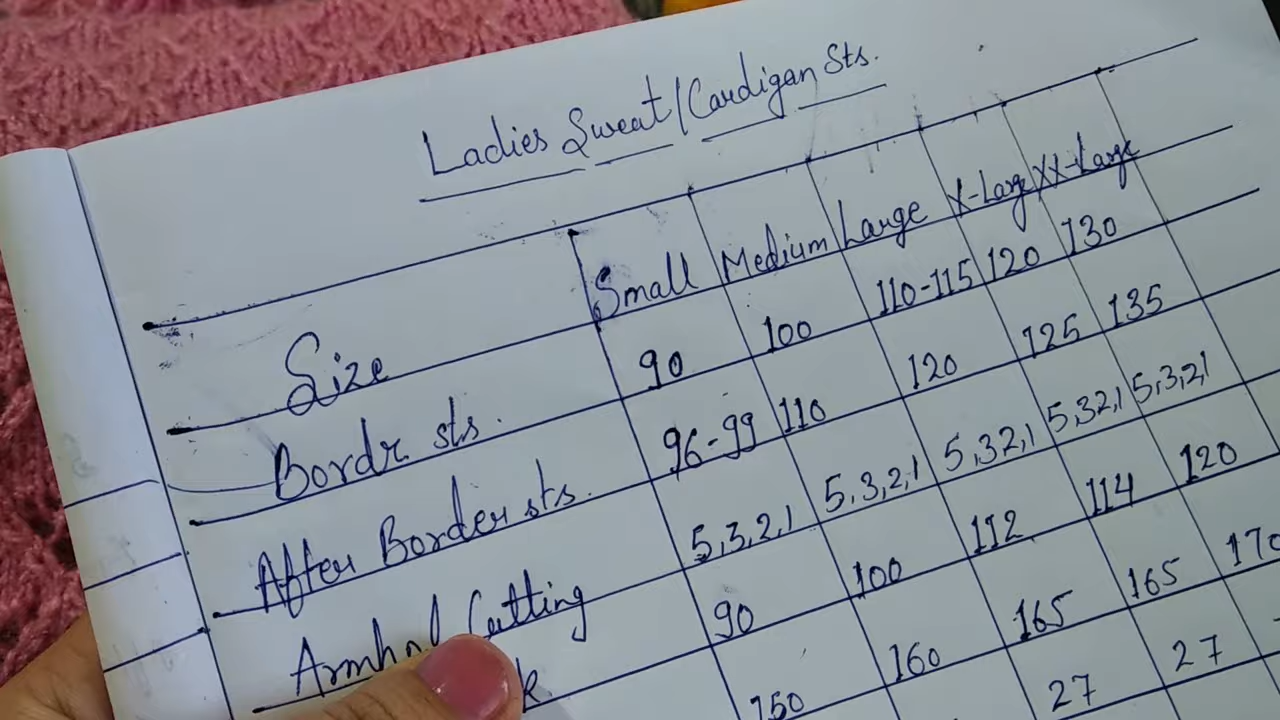 Ladies Sweat/Cardigan Sts.
Size Small Medium Large X-Large XX-Large
Bordr sts. 90 100 110-115 120 130
After Border sts. 96-99 110 120 125 135
Armhol Cutting 5,3,2,1 5,3,2,1 5,3,2,1 5,3,2,1 5,3,2,1
90 100 112 114 120
150 160 165 165 170
27 27